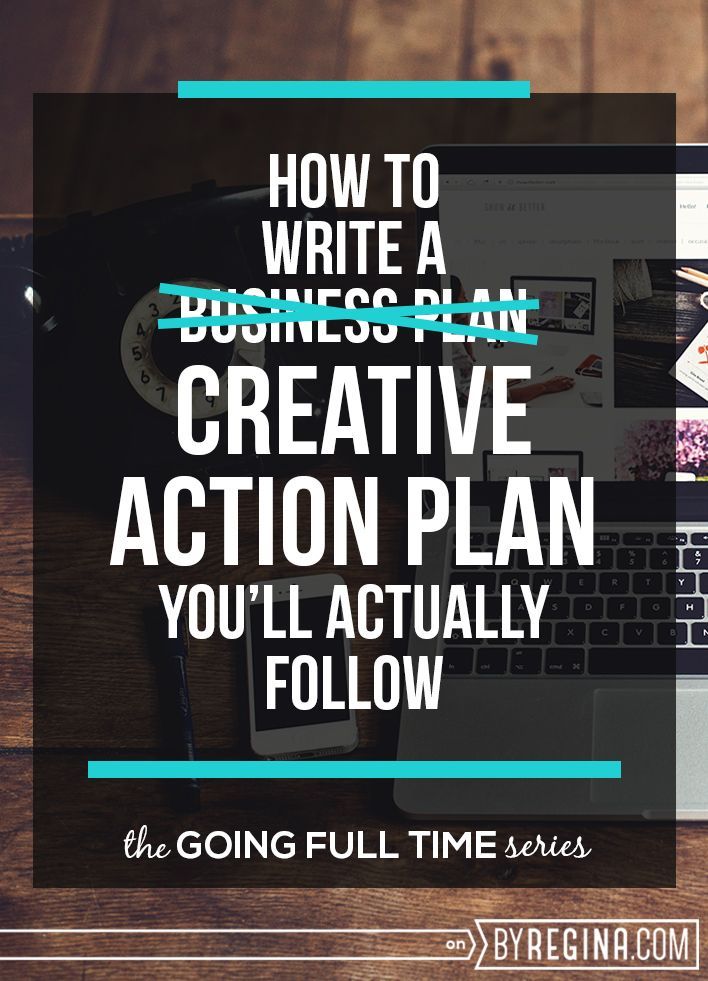 HOW TO
WRITE A
BUSINESS PLAN
CREATIVE
ACTION PLAN
YOU'LL ACTUALLY
FOLLOW
the GOING FULL TIME series
on BYREGINA.COM